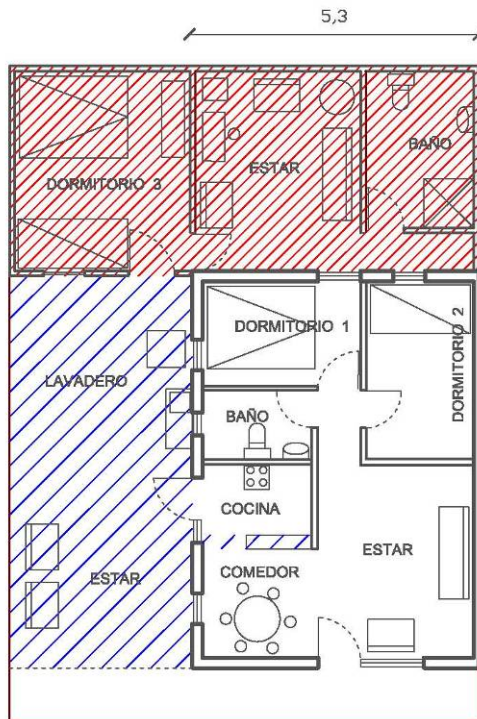 5,3
DORMITORIO 3
ESTAR
BAÑO
DORMITORIO 1
DORMITORIO 2
LAVADERO
BAÑO
COCINA
ESTAR
COMEDOR
ESTAR